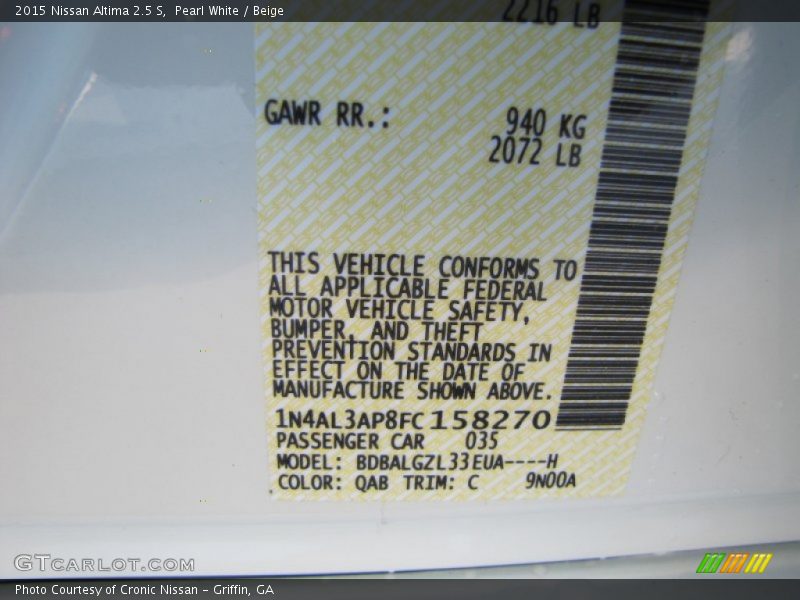 2015 Nissan Altima 2.5 S, Pearl White / Beige
2216 LB
GAWR RR.: 940 KG
2072 LB
THIS VEHICLE CONFORMS TO
ALL APPLICABLE FEDERAL
MOTOR VEHICLE SAFETY,
BUMPER, AND THEFT
PREVENTION STANDARDS IN
EFFECT ON THE DATE OF
MANUFACTURE SHOWN ABOVE.
1N4AL3AP8FC158270
PASSENGER CAR 035
MODEL: BDBALGZL33EUA----H
COLOR: QAB TRIM: C 9N00A
GTCARLOT.COM
Photo Courtesy of Cronic Nissan - Griffin, GA